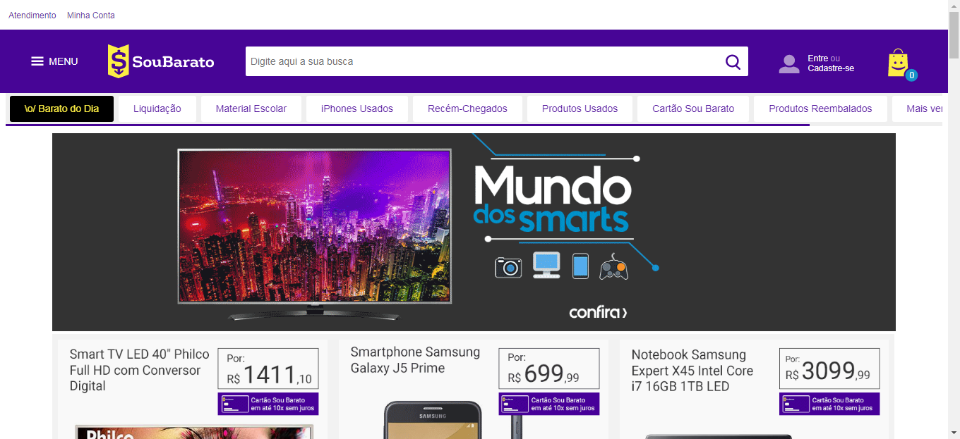 Atendimento Minha Conta
MENU
SouBarato
Digite aqui a sua busca
Entre ou
Cadastre-se
0
\o/ Barato do Dia
Liquidação
Material Escolar
iPhones Usados
Recém-Chegados
Produtos Usados
Cartão Sou Barato
Produtos Reembalados
Mais ver
Mundo
dos smarts
confira
Smart TV LED 40" Philco
Full HD com Conversor
Digital
Por:
R$ 1411,10
Cartão Sou Barato
em até 10x sem juros
Philco
Smartphone Samsung
Galaxy J5 Prime
Por:
R$ 699,99
Cartão Sou Barato
em até 10x sem juros
SAMSUNG
Notebook Samsung
Expert X45 Intel Core
i7 16GB 1TB LED
Por:
R$ 3099,99
Cartão Sou Barato
em até 10x sem juros